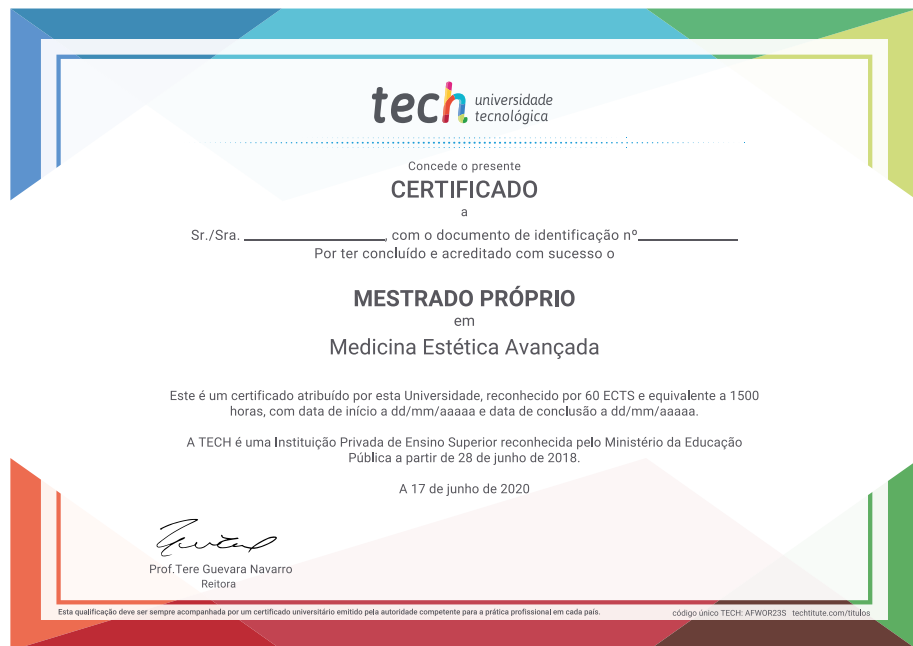 tech universidade
tecnológica
Concede o presente
CERTIFICADO
a
Sr./Sra. ________________, com o documento de identificação nº____________
Por ter concluído e acreditado com sucesso o
MESTRADO PRÓPRIO
em
Medicina Estética Avançada
Este é um certificado atribuído por esta Universidade, reconhecido por 60 ECTS e equivalente a 1500
horas, com data de início a dd/mm/aaaaa e data de conclusão a dd/mm/aaaaa.
A TECH é uma Instituição Privada de Ensino Superior reconhecida pelo Ministério da Educação
Pública a partir de 28 de junho de 2018.
A 17 de junho de 2020
Prof.Tere Guevara Navarro
Reitora
Esta qualificação deve ser sempre acompanhada por um certificado universitário emitido pela autoridade competente para a prática profissional em cada país.
código único TECH: AFWOR23S techtitute.com/titulos